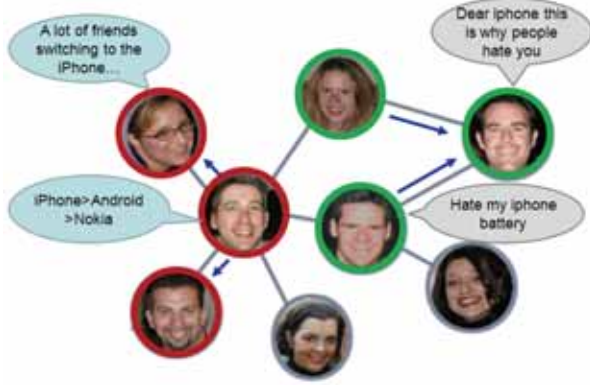 A lot of friends
switching to the
iPhone...
Dear iphone this
is why people
hate you
iPhone>Android
>Nokia
Hate my iphone
battery